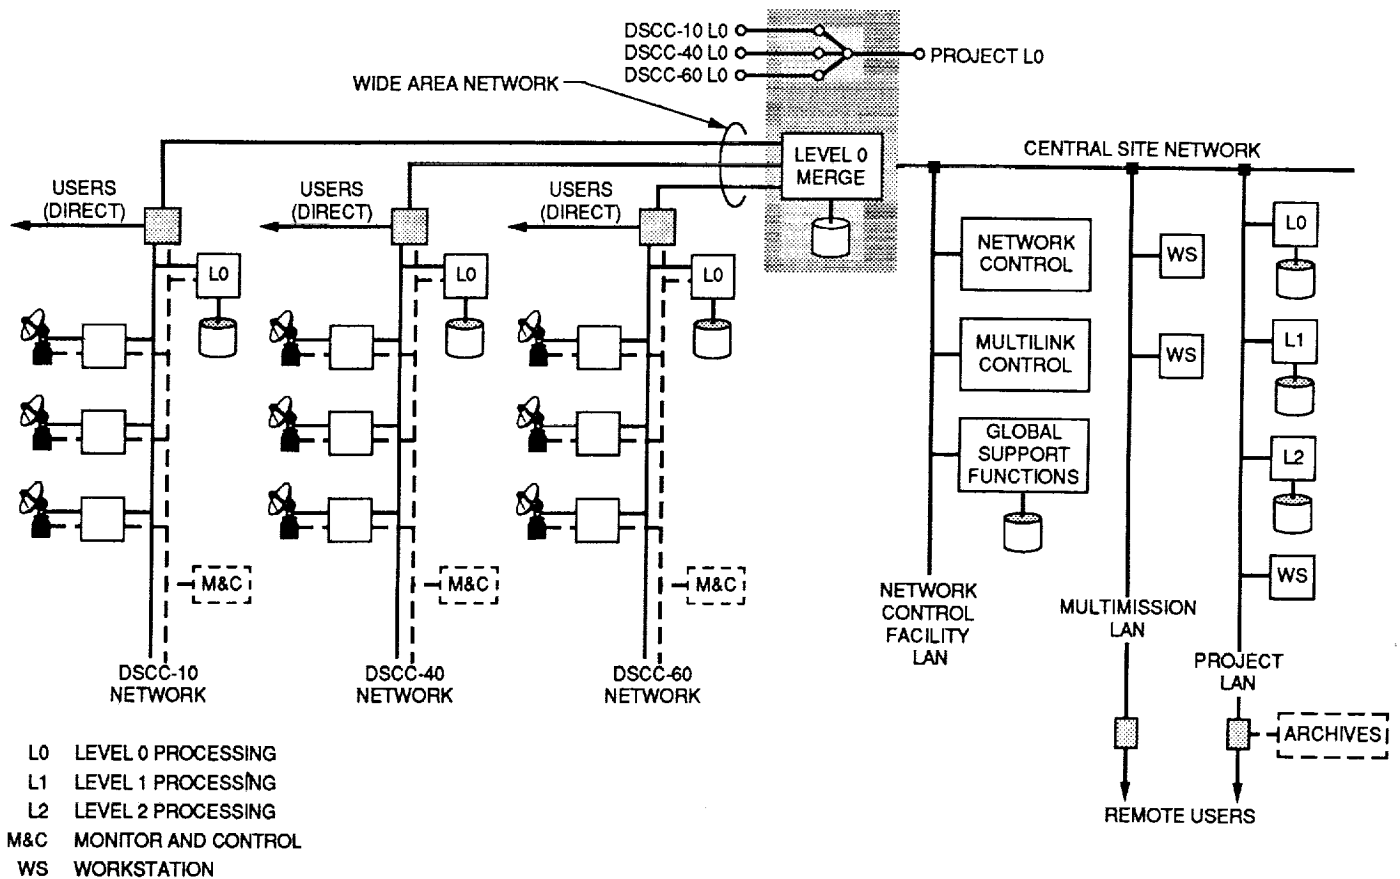 DSCC-10 L0
DSCC-40 L0
DSCC-60 L0
PROJECT L0
WIDE AREA NETWORK
LEVEL 0
MERGE
CENTRAL SITE NETWORK
USERS
(DIRECT)
USERS
(DIRECT)
USERS
(DIRECT)
L0
L0
L0
M&C
M&C
M&C
DSCC-10
NETWORK
DSCC-40
NETWORK
DSCC-60
NETWORK
NETWORK
CONTROL
MULTILINK
CONTROL
GLOBAL
SUPPORT
FUNCTIONS
NETWORK
CONTROL
FACILITY
LAN
WS
WS
MULTIMISSION
LAN
L0
L1
L2
WS
PROJECT
LAN
ARCHIVES
REMOTE USERS
L0 LEVEL 0 PROCESSING
L1 LEVEL 1 PROCESSING
L2 LEVEL 2 PROCESSING
M&C MONITOR AND CONTROL
WS WORKSTATION